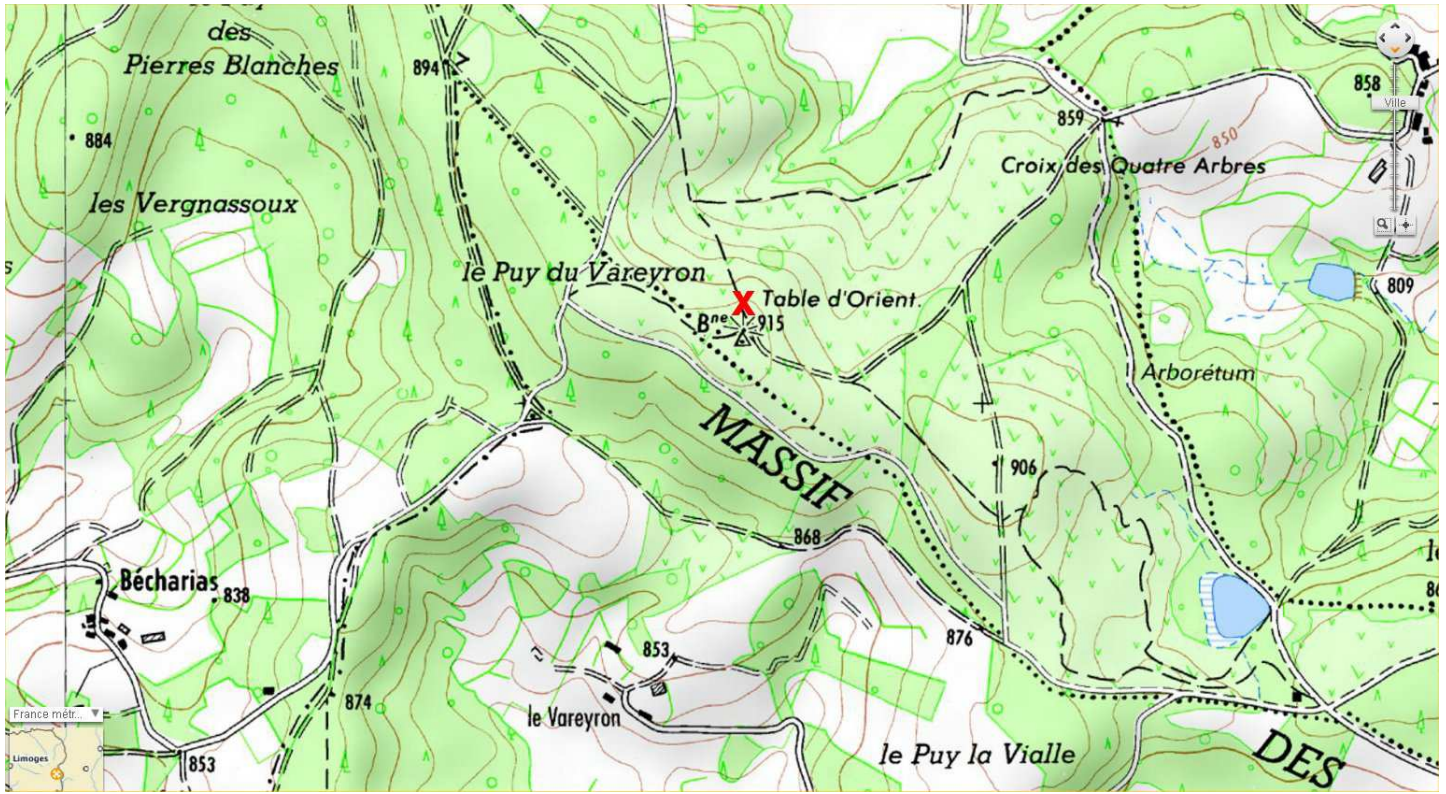 des
Pierres Blanches
894
858
Ville
884
859
850
Croix des Quatre Arbres
les Vergnassoux
le Puy du Vareyron
X Table d'Orient.
809
Bne 915
Arborétum
MASSIF
906
868
Bécharias
838
876
853
874
le Vareyron
France métr...
Limoges
853
le Puy la Vialle
DES